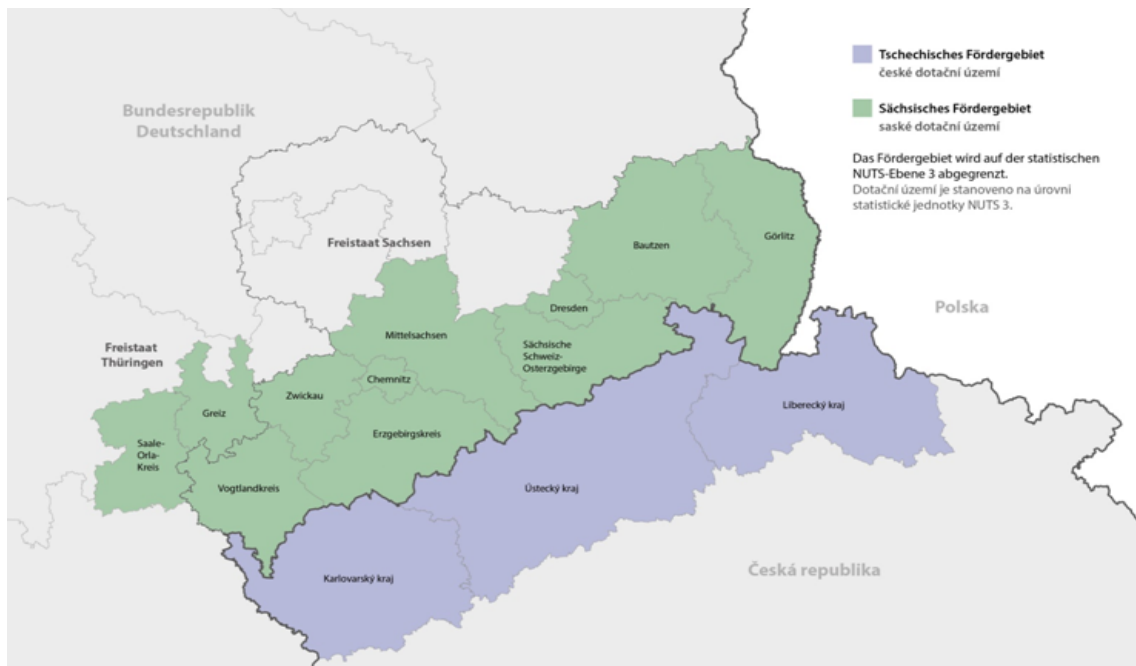 Bundesrepublik
Deutschland
Tschechisches Fördergebiet
české dotační území
Sächsisches Fördergebiet
saské dotační území
Das Fördergebiet wird auf der statistischen
NUTS-Ebene 3 abgegrenzt.
Dotační území je stanoveno na úrovni
statistické jednotky NUTS 3.
Freistaat Sachsen
Bautzen
Görlitz
Dresden
Polska
Mittelsachsen
Sächsische
Schweiz-
Osterzgebirge
Freistaat
Thüringen
Chemnitz
Zwickau
Greiz
Liberecký kraj
Erzgebirgskreis
Saale-
Orla-
Kreis
Vogtlandkreis
Ústecký kraj
Karlovarský kraj
Česká republika